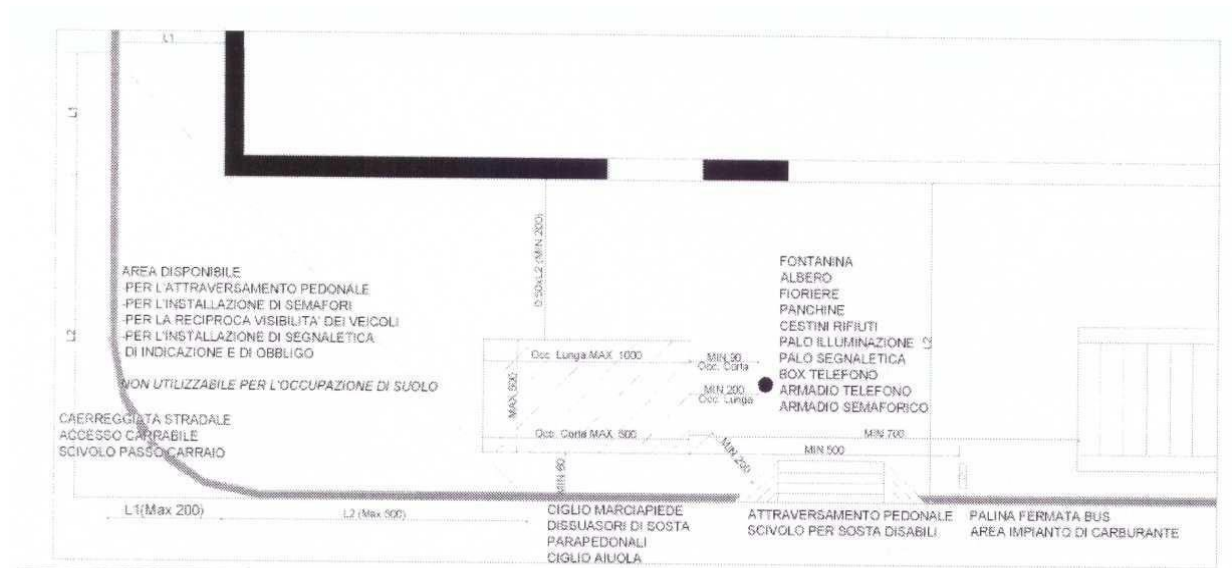 L1
L1
L2
0.50xL2 (MIN 200)
AREA DISPONIBILE
-PER L'ATTRAVERSAMENTO PEDONALE
-PER L'INSTALLAZIONE DI SEMAFORI
-PER LA RECIPROCA VISIBILITA' DEI VEICOLI
-PER L'INSTALLAZIONE DI SEGNALETICA
DI INDICAZIONE E DI OBBLIGO
NON UTILIZZABILE PER L'OCCUPAZIONE DI SUOLO
CAERREGGIATA STRADALE
ACCESSO CARRABILE
SCIVOLO PASSO CARRAIO
FONTANINA
ALBERO
FIORIERE
PANCHINE
CESTINI RIFIUTI
PALO ILLUMINAZIONE
PALO SEGNALETICA
BOX TELEFONO
ARMADIO TELEFONO
ARMADIO SEMAFORICO
L2
Occ. Lunga MAX. 1000
MIN 90
Occ. Corta
MIN 200
Occ. Lunga
Occ. Corta MAX. 500
MIN 200
MIN 700
MIN 500
MIN 60
L1(Max 200)
L2 (Max 500)
CIGLIO MARCIAPIEDE
DISSUASORI DI SOSTA
PARAPEDONALI
CIGLIO AIUOLA
ATTRAVERSAMENTO PEDONALE
SCIVOLO PER SOSTA DISABILI
PALINA FERMATA BUS
AREA IMPIANTO DI CARBURANTE